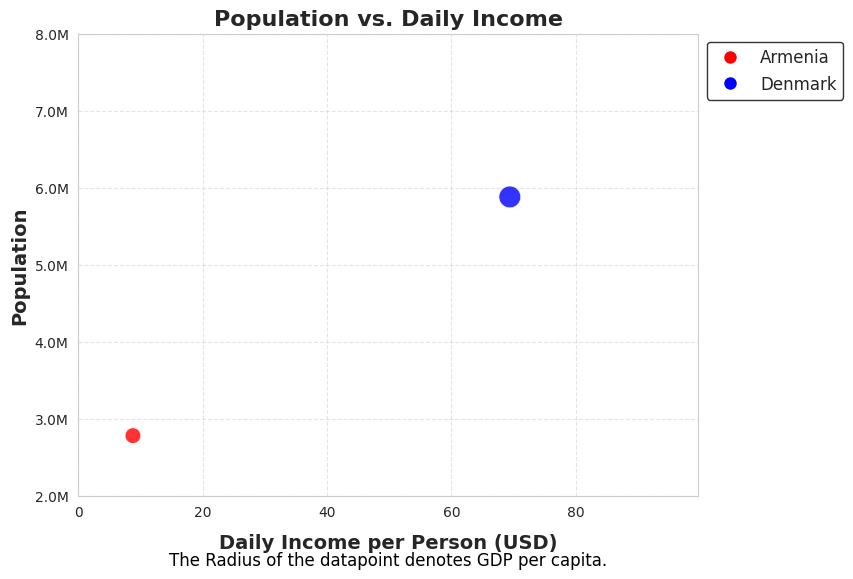 Population vs. Daily Income
8.0M
7.0M
6.0M
5.0M
4.0M
3.0M
2.0M
Population
0 20 40 60 80
Daily Income per Person (USD)
The Radius of the datapoint denotes GDP per capita.
Armenia
Denmark